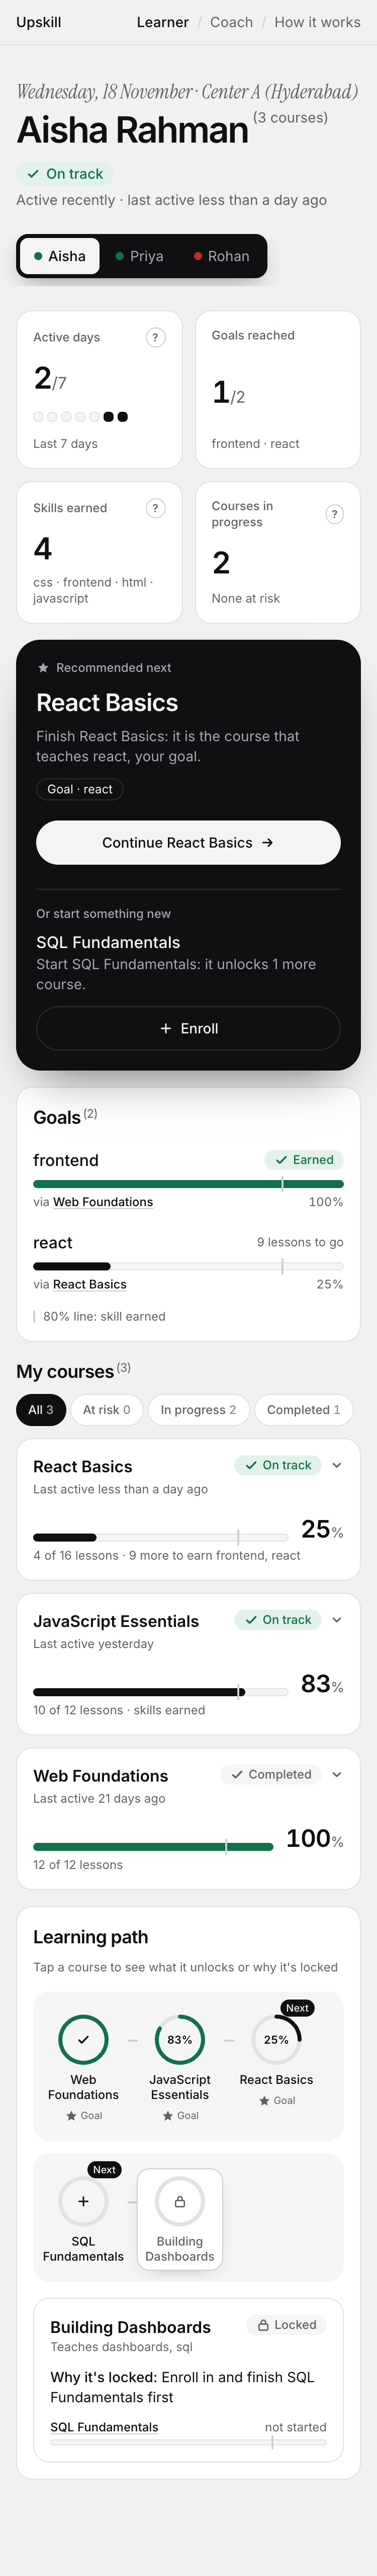 Upskill
Learner / Coach / How it works
Wednesday, 18 November · Center A (Hyderabad)
Aisha Rahman (3 courses)
On track
Active recently · last active less than a day ago
Aisha Priya Rohan
Active days ?
2/7
Last 7 days
Goals reached
1/2
frontend · react
Skills earned ?
4
css · frontend · html ·
javascript
Courses in
progress ?
2
None at risk
Recommended next
React Basics
Finish React Basics: it is the course that
teaches react, your goal.
Goal · react
Continue React Basics →
Or start something new
SQL Fundamentals
Start SQL Fundamentals: it unlocks 1 more
course.
+ Enroll
Goals (2)
frontend Earned
via Web Foundations 100%
react 9 lessons to go
via React Basics 25%
80% line: skill earned
My courses (3)
All 3 At risk 0 In progress 2 Completed 1
React Basics On track
Last active less than a day ago
25%
4 of 16 lessons · 9 more to earn frontend, react
JavaScript Essentials On track
Last active yesterday
83%
10 of 12 lessons · skills earned
Web Foundations Completed
Last active 21 days ago
100%
12 of 12 lessons
Learning path
Tap a course to see what it unlocks or why it's locked
Next
83% 25%
Web
Foundations
Goal
JavaScript
Essentials
Goal
React Basics
Goal
Next
SQL
Fundamentals
Building
Dashboards
Building Dashboards Locked
Teaches dashboards, sql
Why it's locked: Enroll in and finish SQL
Fundamentals first
SQL Fundamentals not started